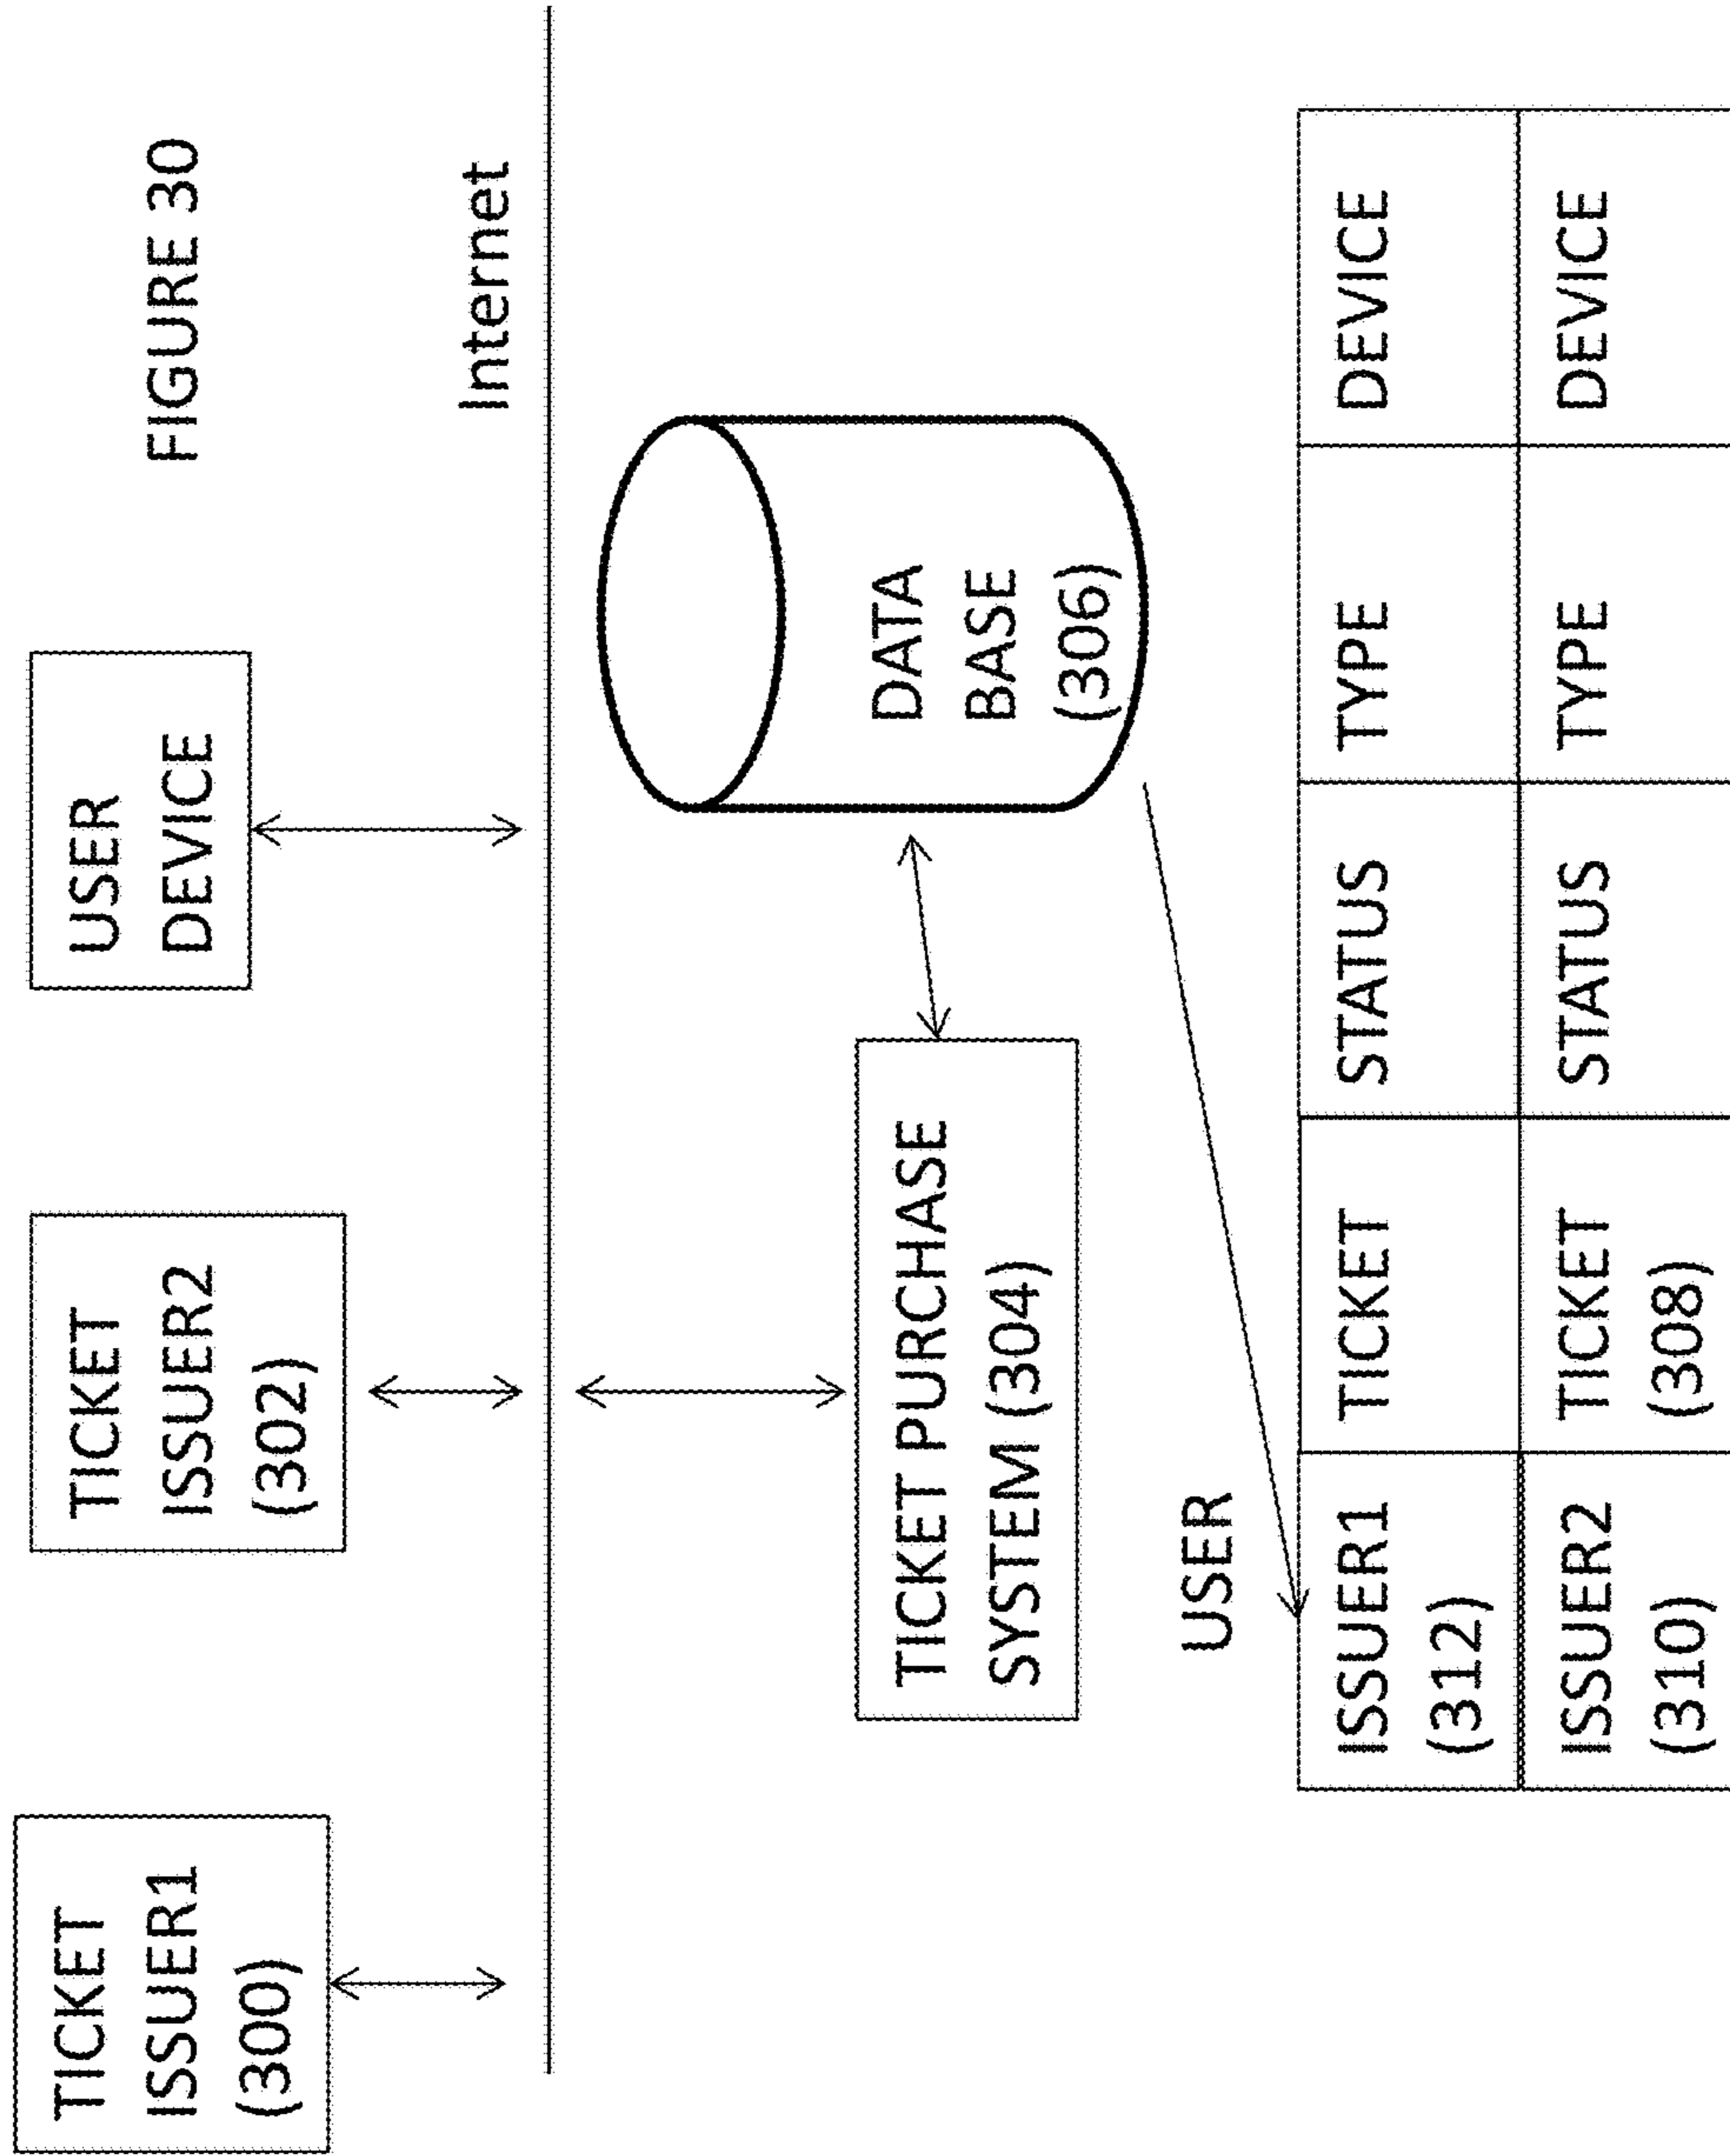 FIGURE 30
TICKET
ISSUER1
(300)
TICKET
ISSUER2
(302)
USER
DEVICE
Internet
TICKET PURCHASE
SYSTEM (304)
DATA
BASE
(306)
USER
ISSUER1
(312)
TICKET
STATUS
TYPE
DEVICE
ISSUER2
(310)
TICKET
(308)
STATUS
TYPE
DEVICE